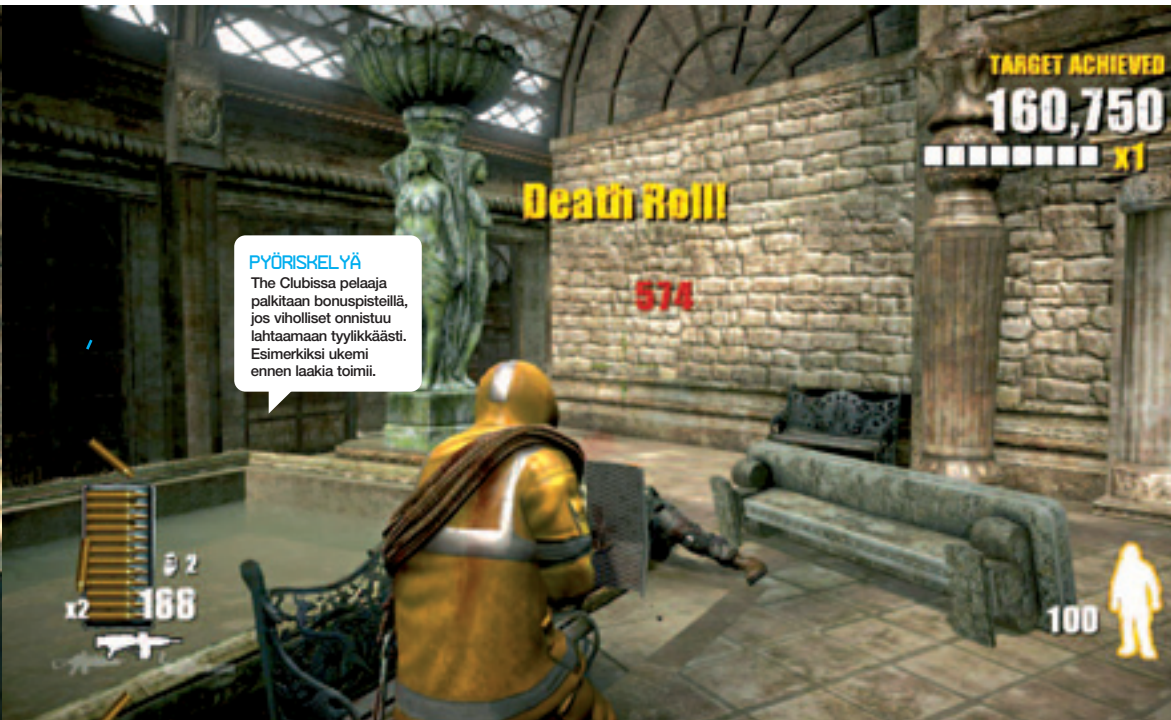 TARGET ACHIEVED
160,750
x1
Death Roll!
574
PYÖRISKELYÄ
The Clubissa pelaaja
palkitaan bonuspisteillä,
jos viholliset onnistuu
lahtaamaan tyylikkäästi.
Esimerkiksi ukemi
ennen laakia toimii.
2
x2 166
100